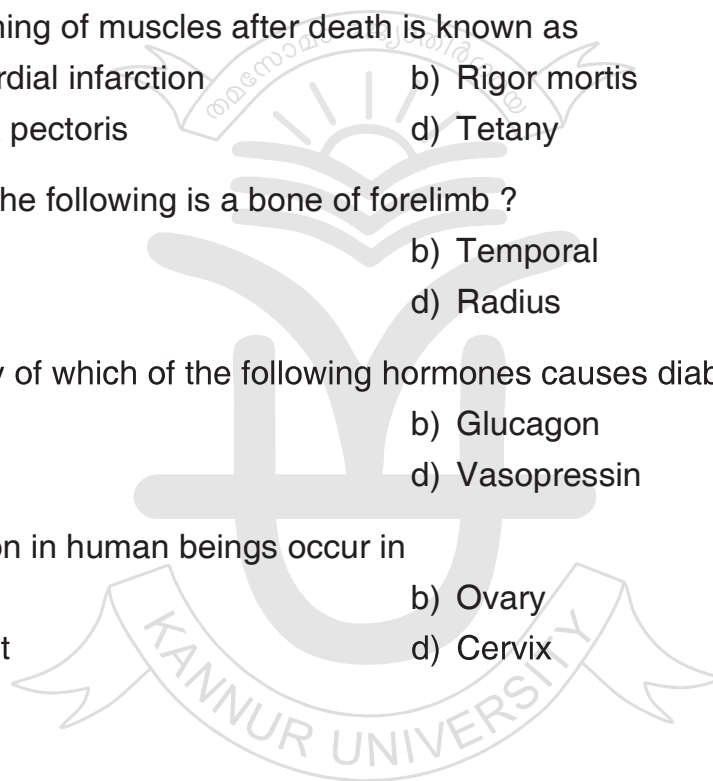 ning of muscles after death is known as
rdial infarction b) Rigor mortis
pectoris d) Tetany
he following is a bone of forelimb ?
b) Temporal
d) Radius
y of which of the following hormones causes diab
b) Glucagon
d) Vasopressin
on in human beings occur in
b) Ovary
t d) Cervix
KANNUR UNIVERSITY